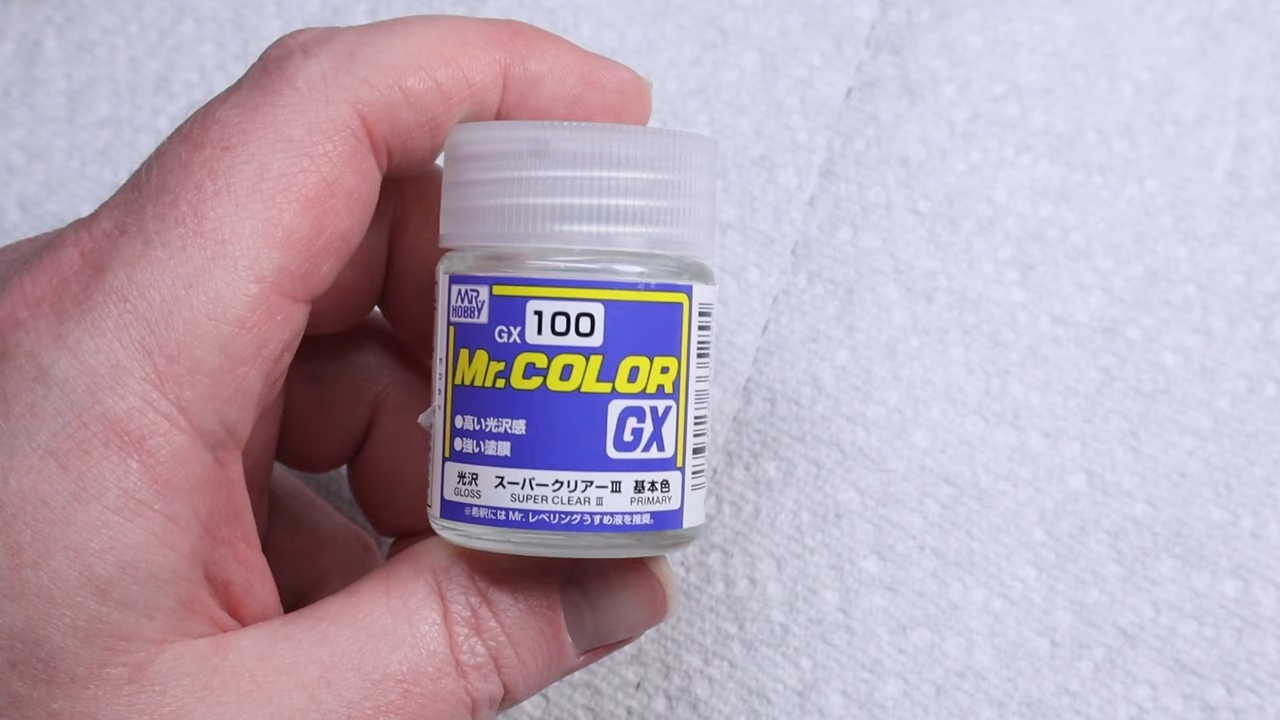 MR HOBBY
GX 100
Mr.COLOR
GX
●高い光沢感
●強い塗膜
光沢 スーパークリアーⅢ 基本色
GLOSS SUPER CLEAR Ⅲ PRIMARY
※希釈には Mr. レベリングうすめ液を推奨。